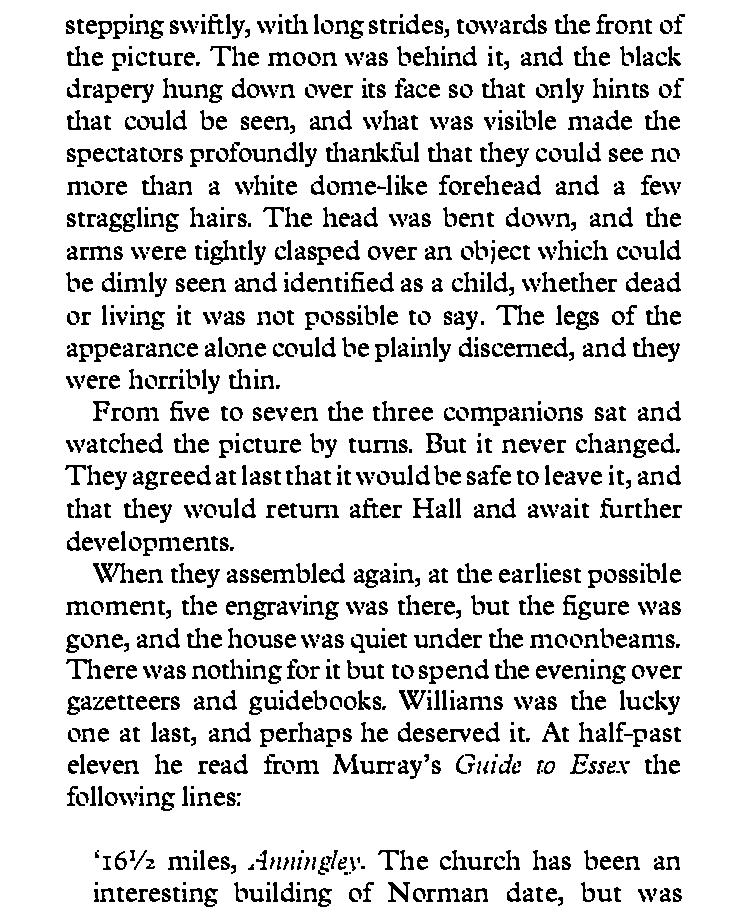 stepping swiftly, with long strides, towards the front of
the picture. The moon was behind it, and the black
drapery hung down over its face so that only hints of
that could be seen, and what was visible made the
spectators profoundly thankful that they could see no
more than a white dome-like forehead and a few
straggling hairs. The head was bent down, and the
arms were tightly clasped over an object which could
be dimly seen and identified as a child, whether dead
or living it was not possible to say. The legs of the
appearance alone could be plainly discerned, and they
were horribly thin.
From five to seven the three companions sat and
watched the picture by turns. But it never changed.
They agreed at last that it would be safe to leave it, and
that they would return after Hall and await further
developments.
When they assembled again, at the earliest possible
moment, the engraving was there, but the figure was
gone, and the house was quiet under the moonbeams.
There was nothing for it but to spend the evening over
gazetteers and guidebooks. Williams was the lucky
one at last, and perhaps he deserved it. At half-past
eleven he read from Murray’s Guide to Essex the
following lines:
‘16½ miles, Anningley. The church has been an
interesting building of Norman date, but was